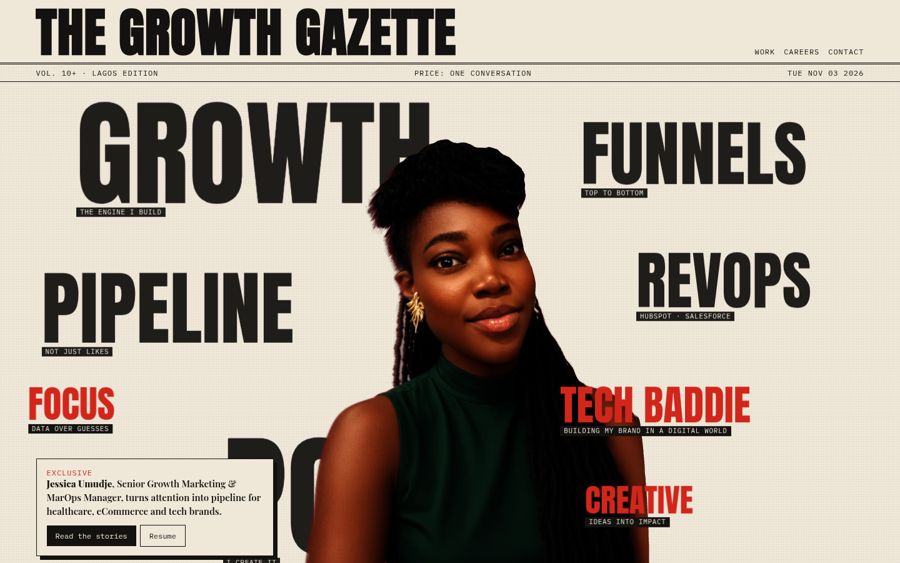 THE GROWTH GAZETTE
WORK CAREERS CONTACT
VOL. 10+ · LAGOS EDITION
PRICE: ONE CONVERSATION
TUE NOV 03 2026
GROWTH
THE ENGINE I BUILD
FUNNELS
TOP TO BOTTOM
PIPELINE
NOT JUST LIKES
REVOPS
HUBSPOT · SALESFORCE
FOCUS
DATA OVER GUESSES
TECH BADDIE
BUILDING MY BRAND IN A DIGITAL WORLD
EXCLUSIVE
Jessica Umudje, Senior Growth Marketing &
MarOps Manager, turns attention into pipeline for
healthcare, eCommerce and tech brands.
Read the stories
Resume
CREATIVE
IDEAS INTO IMPACT
I CREATE IT